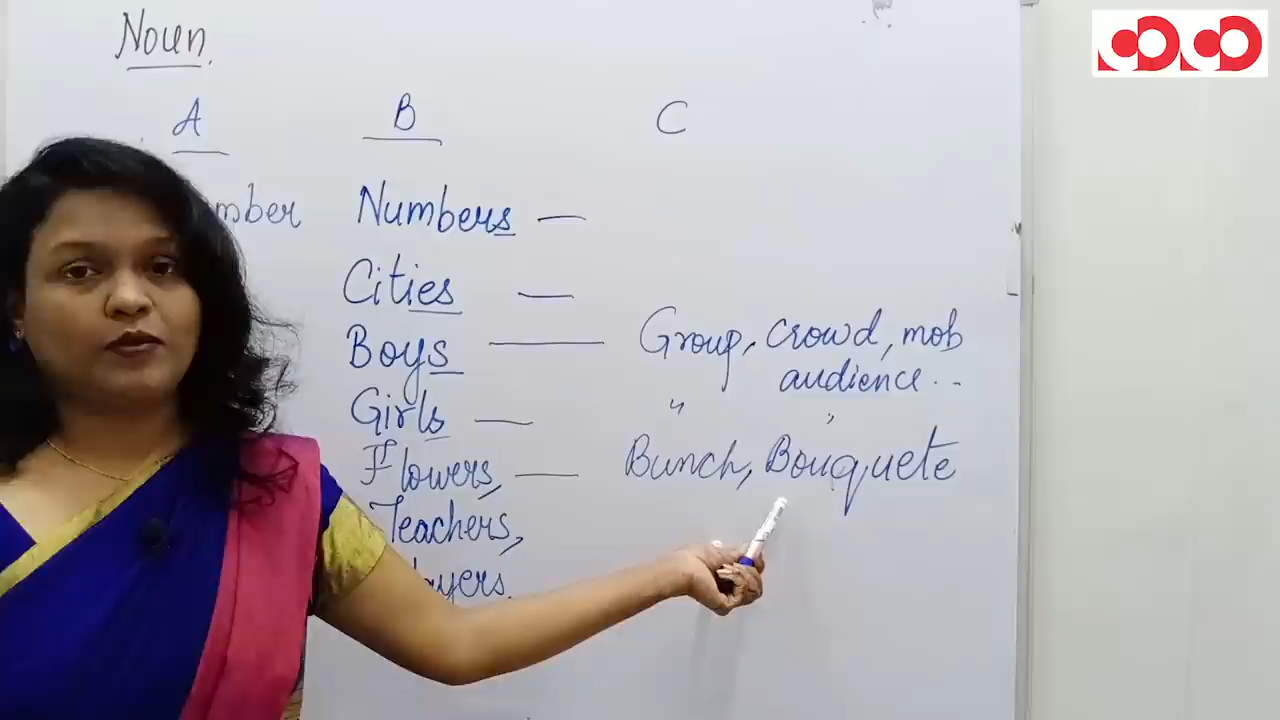 Noun.
A B C
Numbers —
Cities —
Boys — Group, crowd, mob
audience..
Girls — " "
Flowers, — Bunch, Bouquete
Teachers,